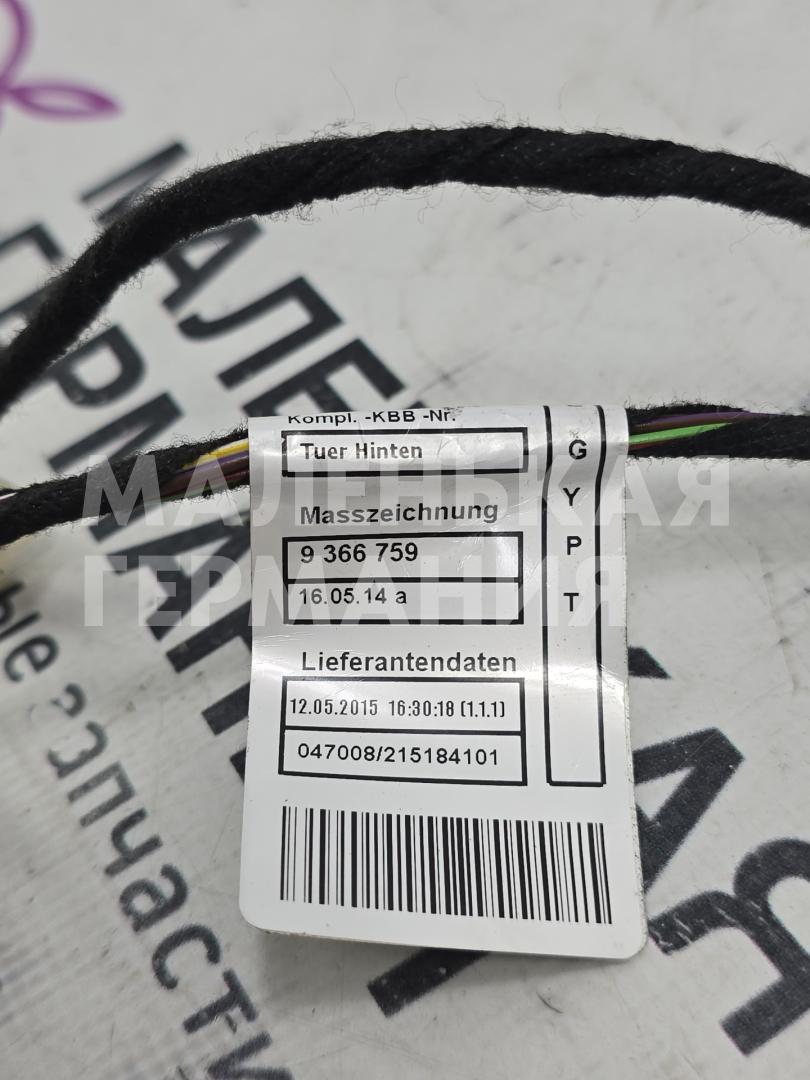 Kompl. -KBB -Nr.
Tuer Hinten
Masszeichnung
9 366 759
16.05.14 a
Lieferantendaten
12.05.2015 16:30:18 (1.1.1)
047008/215184101
G
Y
P
T
МАЛЕНЬКАЯ
ГЕРМАНИЯ
запчасти